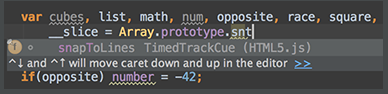 var cubes, list, math, num, opposite, race, square,
__slice = Array.prototype.snt
f snapToLines TimedTrackCue (HTML5.js)
^↓ and ^↑ will move caret down and up in the editor >>
if(opposite) number = -42;